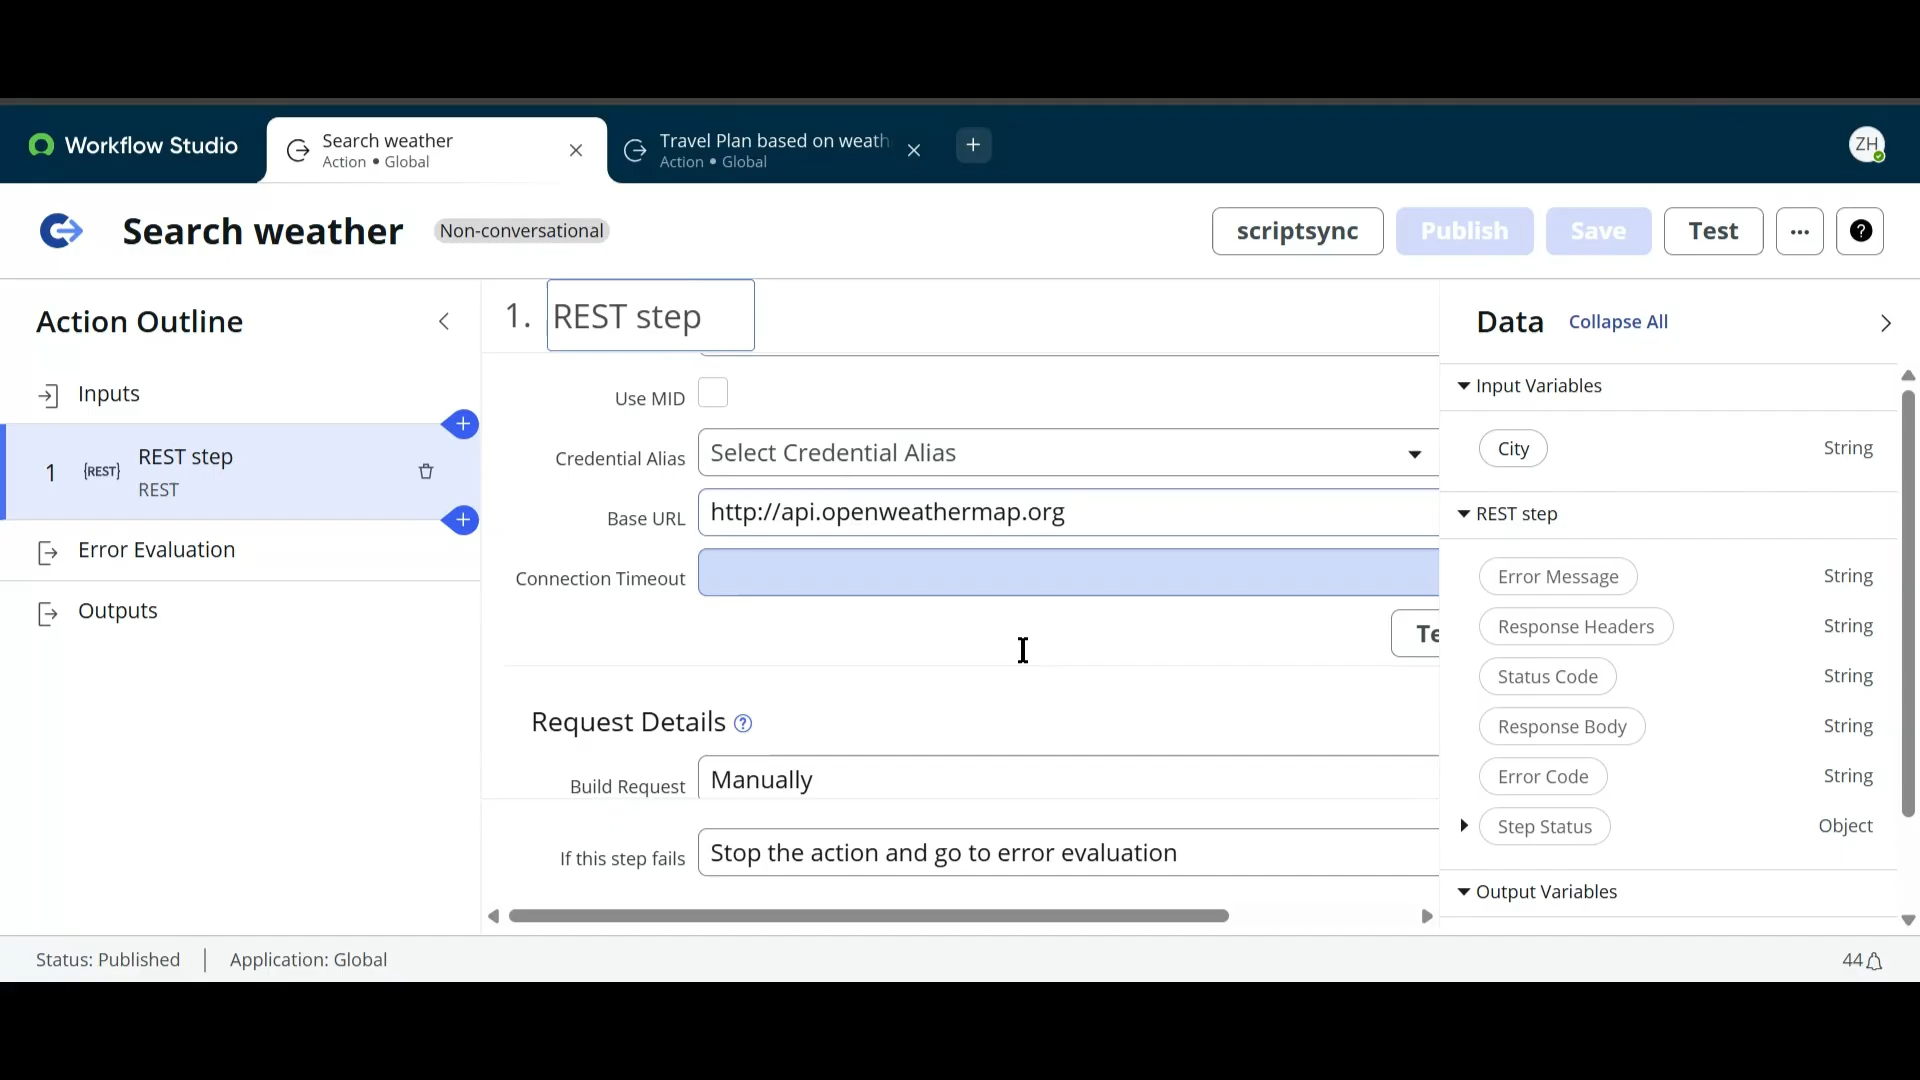 Workflow Studio
Search weather
Action • Global
Travel Plan based on weath
Action • Global
ZH
Search weather
Non-conversational
scriptsync
Publish
Save
Test
...
?
Action Outline
Inputs
1
{REST}
REST step
REST
Error Evaluation
Outputs
1. REST step
Use MID
Credential Alias
Select Credential Alias
Base URL
http://api.openweathermap.org
Connection Timeout
Te
Request Details ?
Build Request
Manually
If this step fails
Stop the action and go to error evaluation
Data
Collapse All
Input Variables
City
String
REST step
Error Message
String
Response Headers
String
Status Code
String
Response Body
String
Error Code
String
Step Status
Object
Output Variables
Status: Published
Application: Global
44